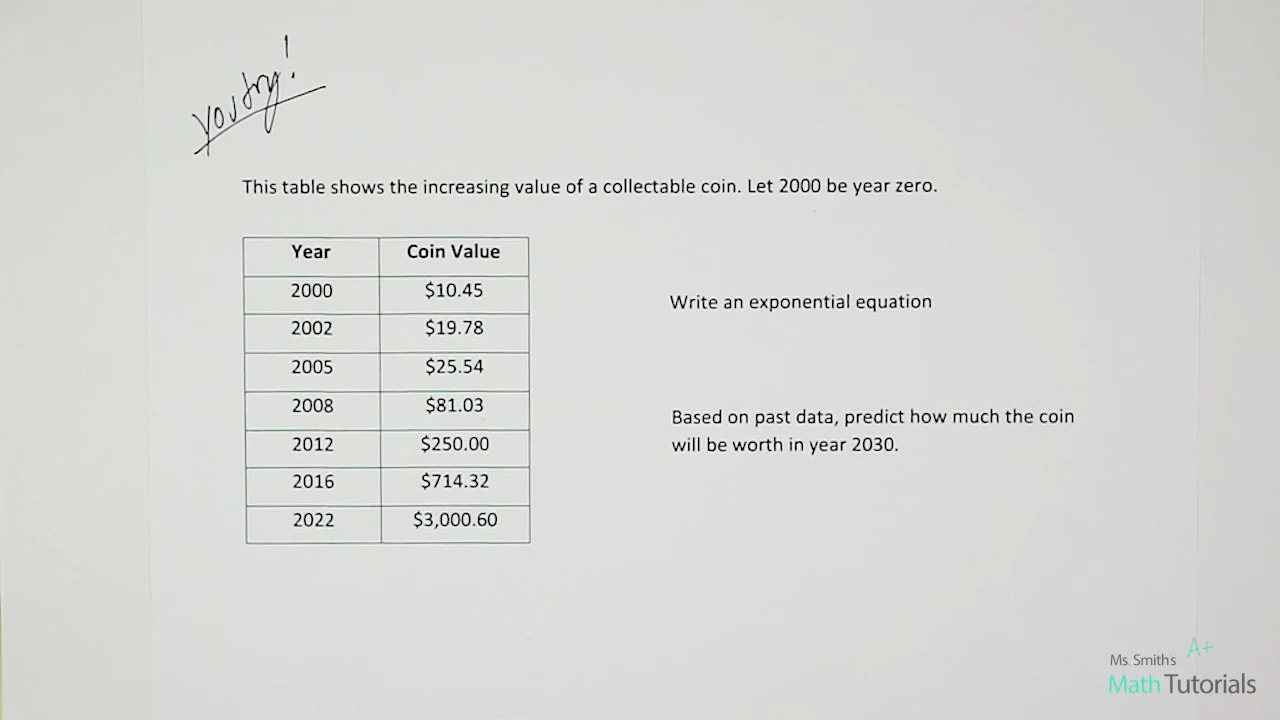 you try!
This table shows the increasing value of a collectable coin. Let 2000 be year zero.
Year Coin Value
2000 $10.45
2002 $19.78
2005 $25.54
2008 $81.03
2012 $250.00
2016 $714.32
2022 $3,000.60
Write an exponential equation
Based on past data, predict how much the coin
will be worth in year 2030.
Ms. Smith's A+
Math Tutorials